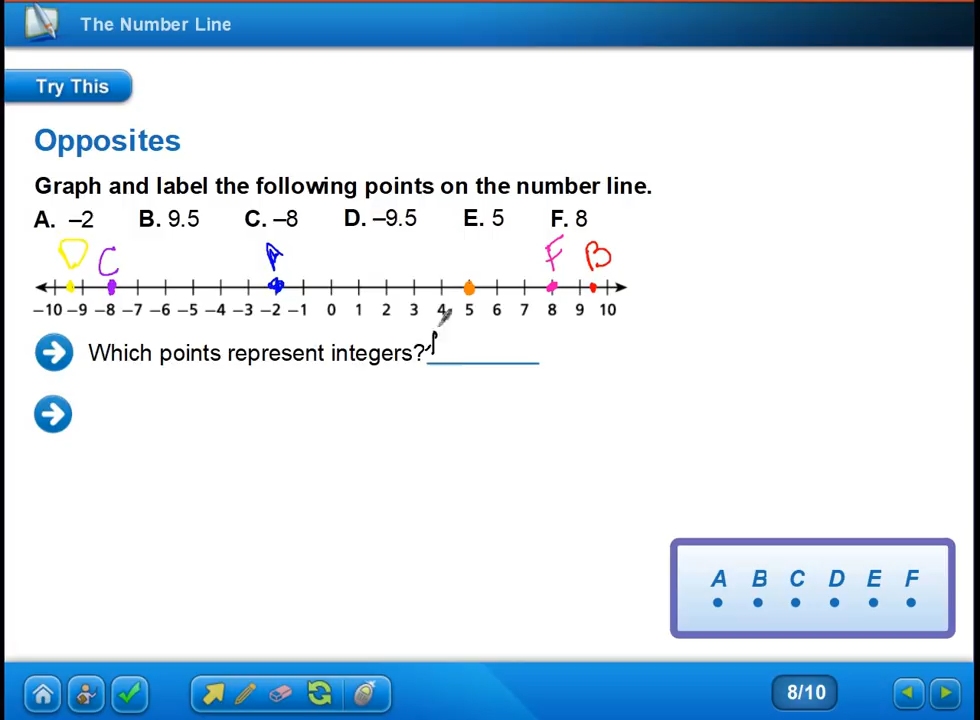 The Number Line
Try This
Opposites
Graph and label the following points on the number line.
A. –2 B. 9.5 C. –8 D. –9.5 E. 5 F. 8
D C A F B
–10 –9 –8 –7 –6 –5 –4 –3 –2 –1 0 1 2 3 4 5 6 7 8 9 10
Which points represent integers?
A B C D E F
8/10